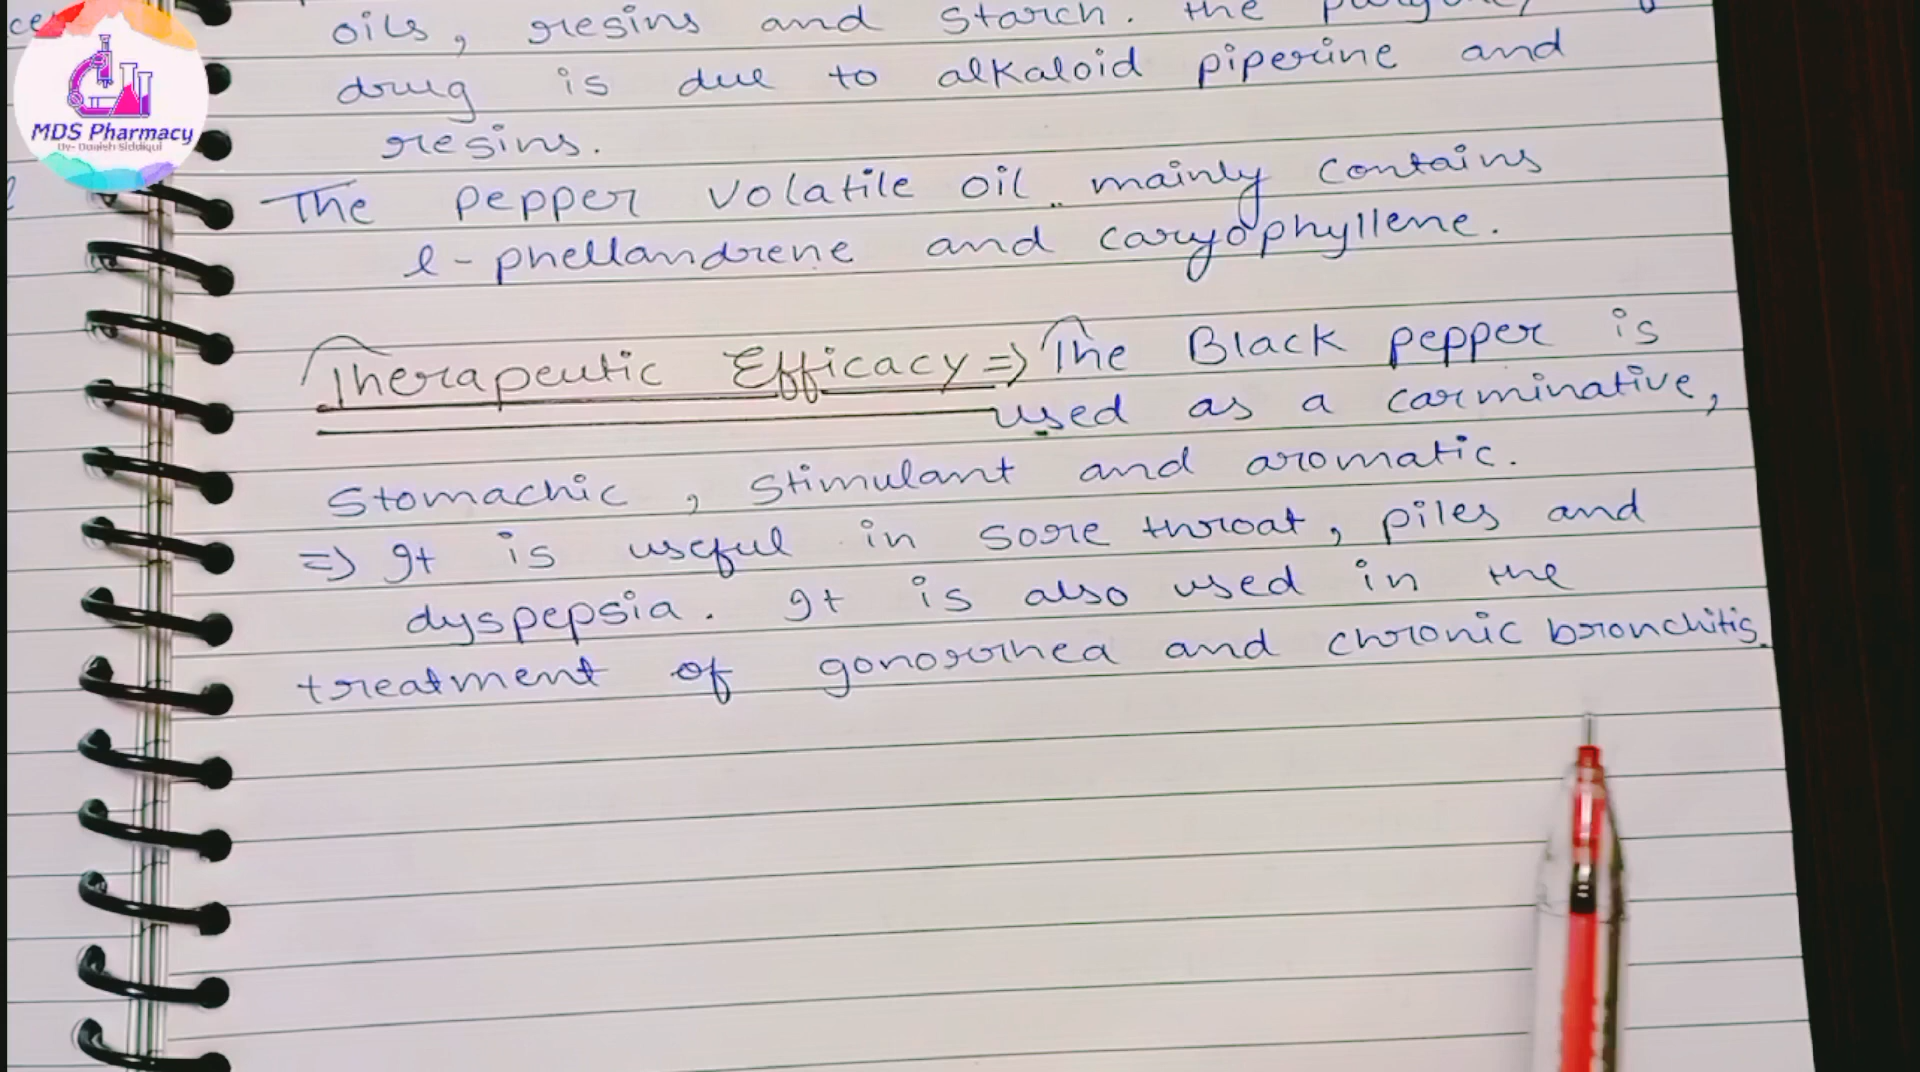 MDS Pharmacy
By- Danish Siddiqui
oils, resins and starch. the
drug is due to alkaloid piperine and
resins.
The pepper volatile oil mainly contains
l-phellandrene and caryophyllene.
Therapeutic Efficacy => The Black pepper is
used as a carminative,
stomachic, stimulant and aromatic.
=> It is useful in sore throat, piles and
dyspepsia. It is also used in the
treatment of gonorrhea and chronic bronchitis.